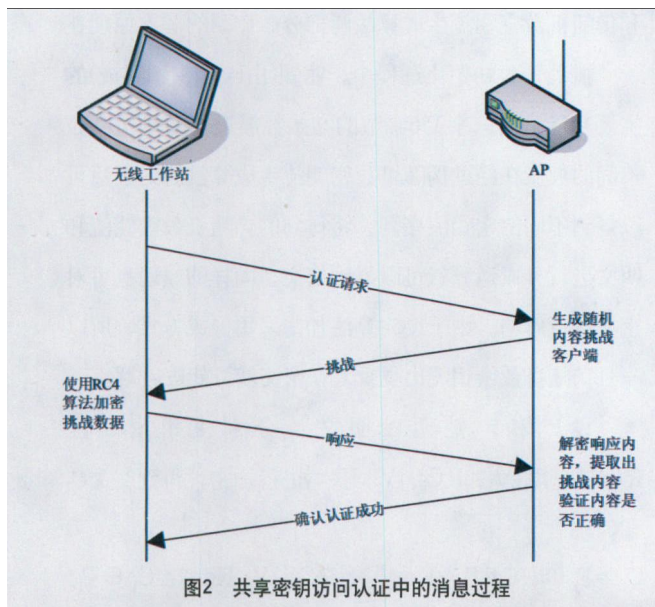 无线工作站
AP
认证请求
生成随机
内容挑战
客户端
挑战
使用RC4
算法加密
挑战数据
响应
解密响应内
容，提取出
挑战内容
验证内容是
否正确
确认认证成功
图2 共享密钥访问认证中的消息过程